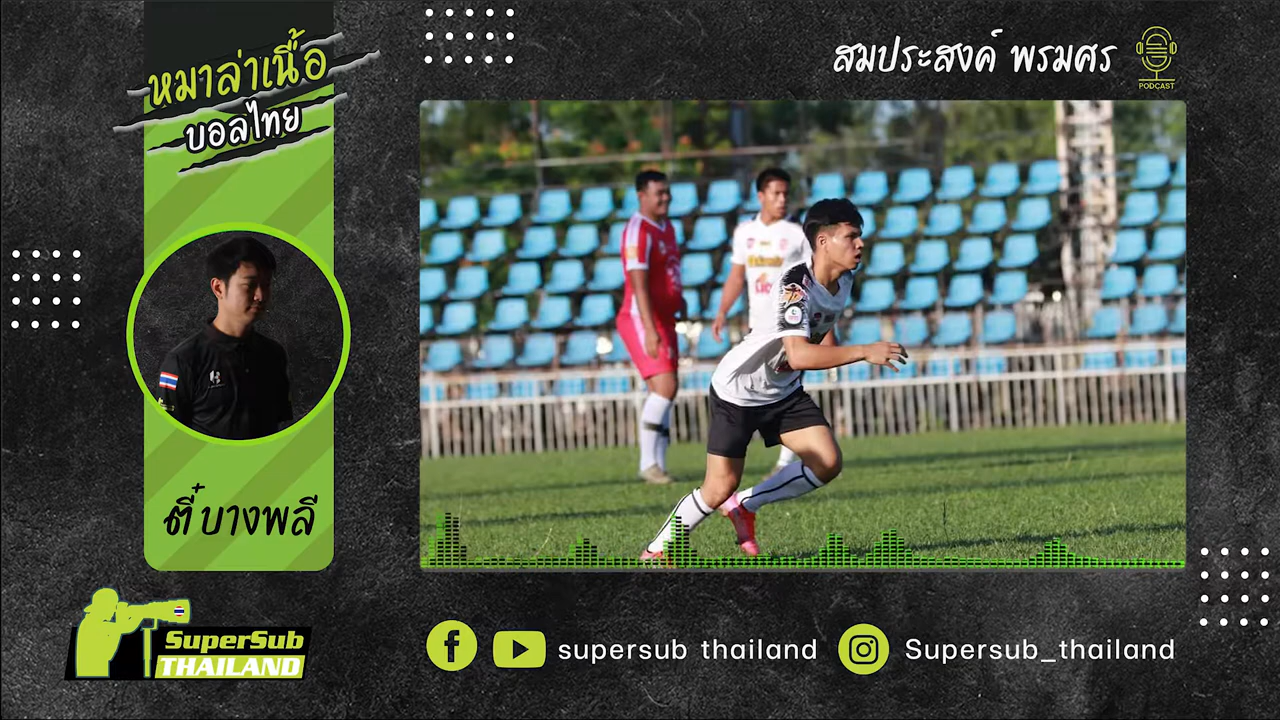 หมาล่าเนื้อ
บอลไทย
สมประสงค์ พรมศร
PODCAST
ตี๋ บางพลี
SuperSub
THAILAND
supersub thailand
Supersub_thailand